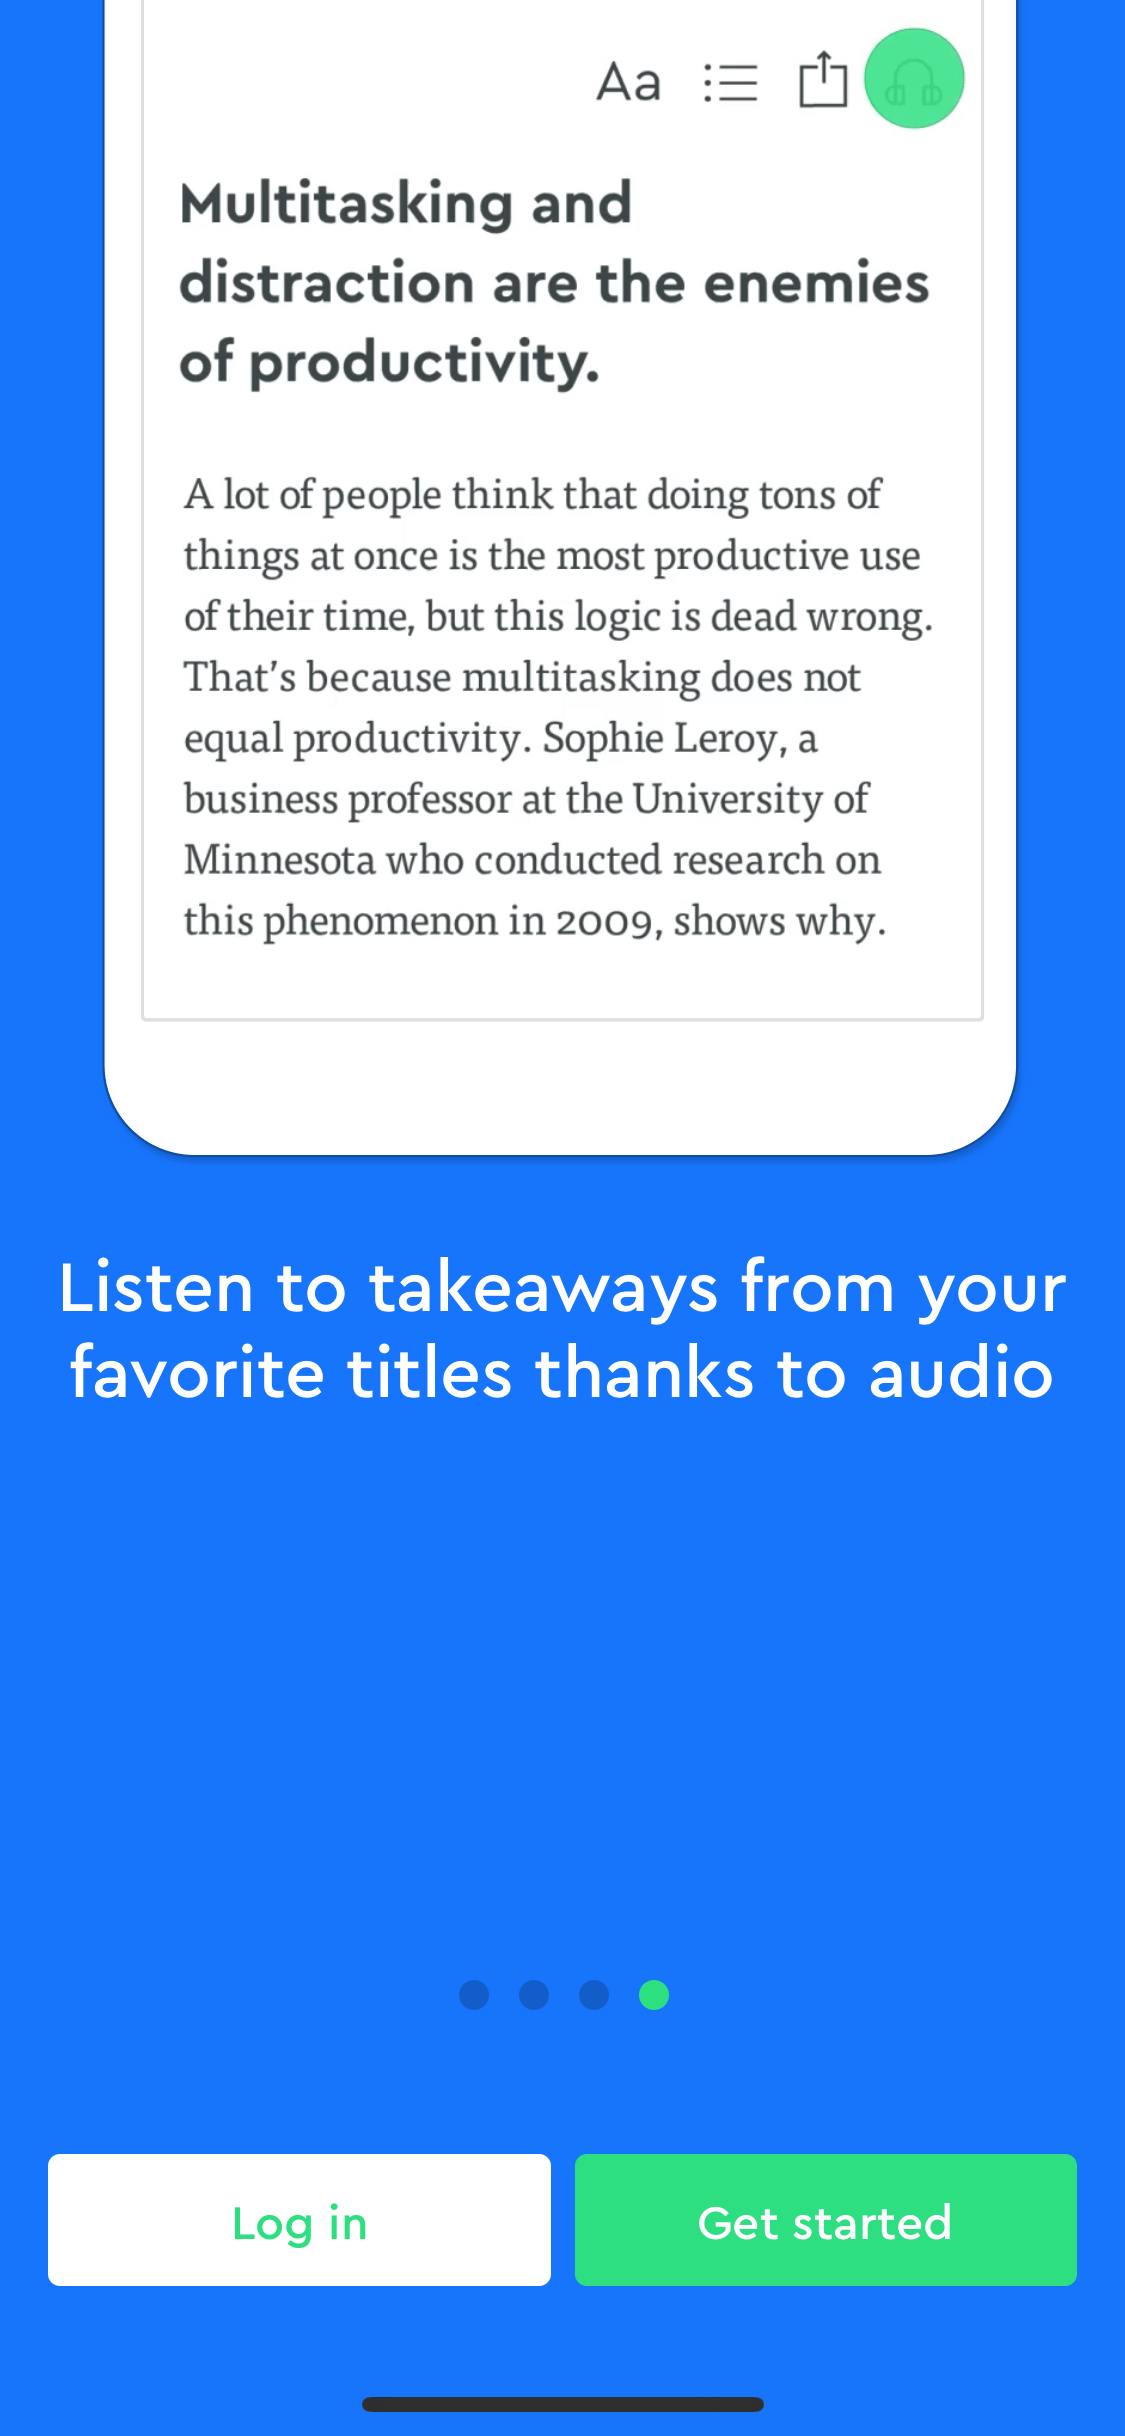 Aa
Multitasking and
distraction are the enemies
of productivity.
A lot of people think that doing tons of
things at once is the most productive use
of their time, but this logic is dead wrong.
That’s because multitasking does not
equal productivity. Sophie Leroy, a
business professor at the University of
Minnesota who conducted research on
this phenomenon in 2009, shows why.
Listen to takeaways from your
favorite titles thanks to audio
Log in
Get started